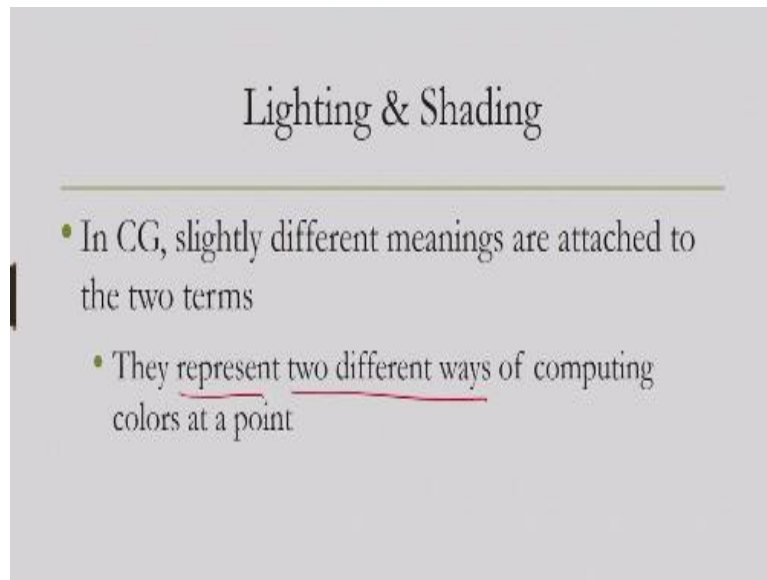 Lighting & Shading
• In CG, slightly different meanings are attached to
the two terms
• They represent two different ways of computing
colors at a point